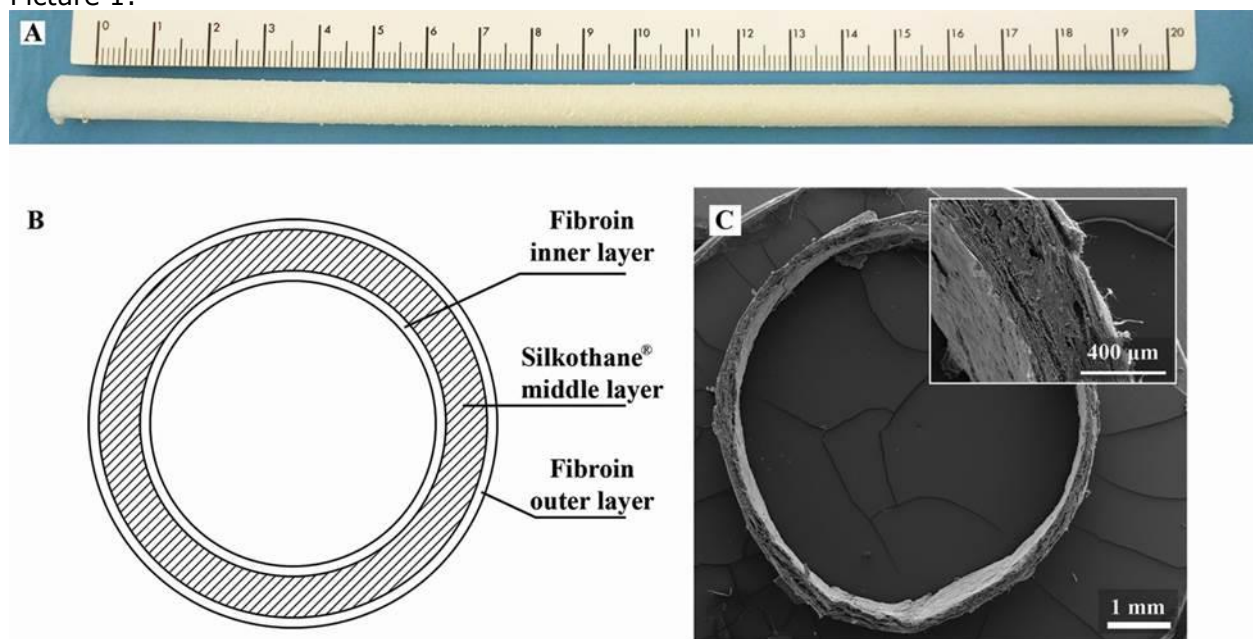 Picture 1:
A
0 1 2 3 4 5 6 7 8 9 10 11 12 13 14 15 16 17 18 19 20
B
Fibroin
inner layer
Silkothane®
middle layer
Fibroin
outer layer
C
400 µm
1 mm